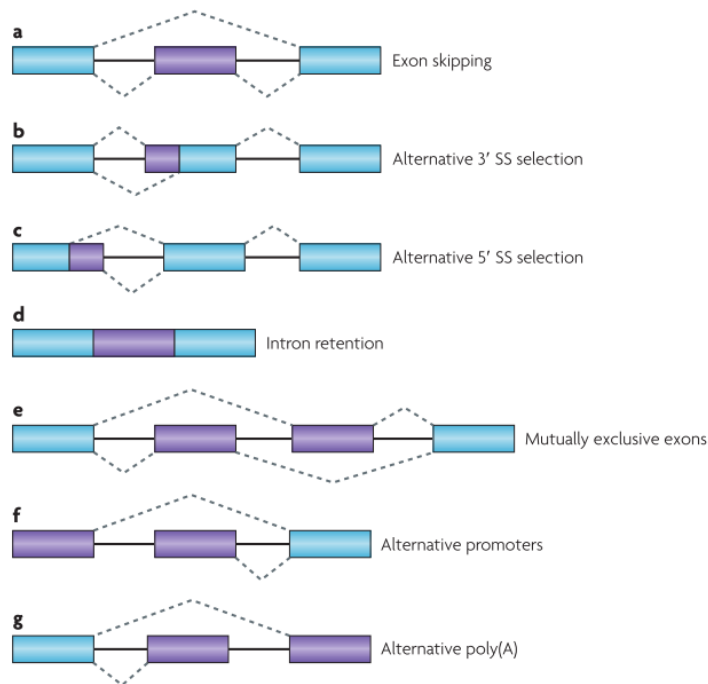 a
Exon skipping
b
Alternative 3′ SS selection
c
Alternative 5′ SS selection
d
Intron retention
e
Mutually exclusive exons
f
Alternative promoters
g
Alternative poly(A)